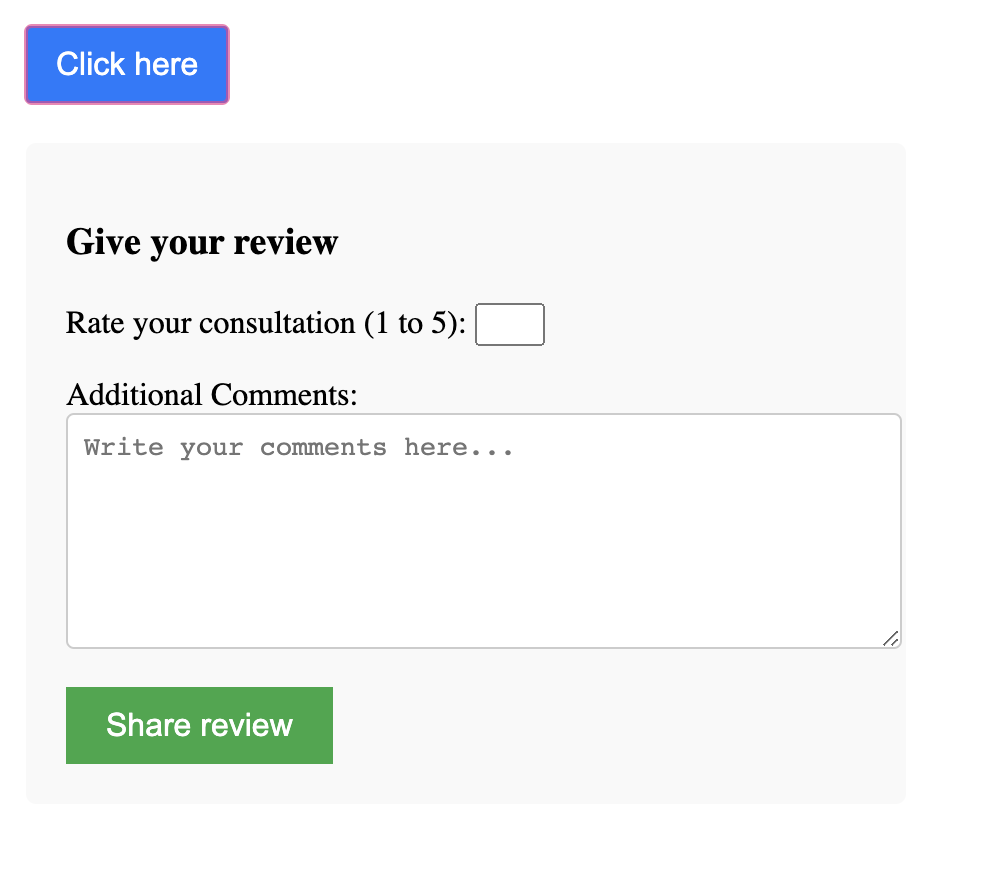 Click here
Give your review
Rate your consultation (1 to 5):
Additional Comments:
Write your comments here...
Share review